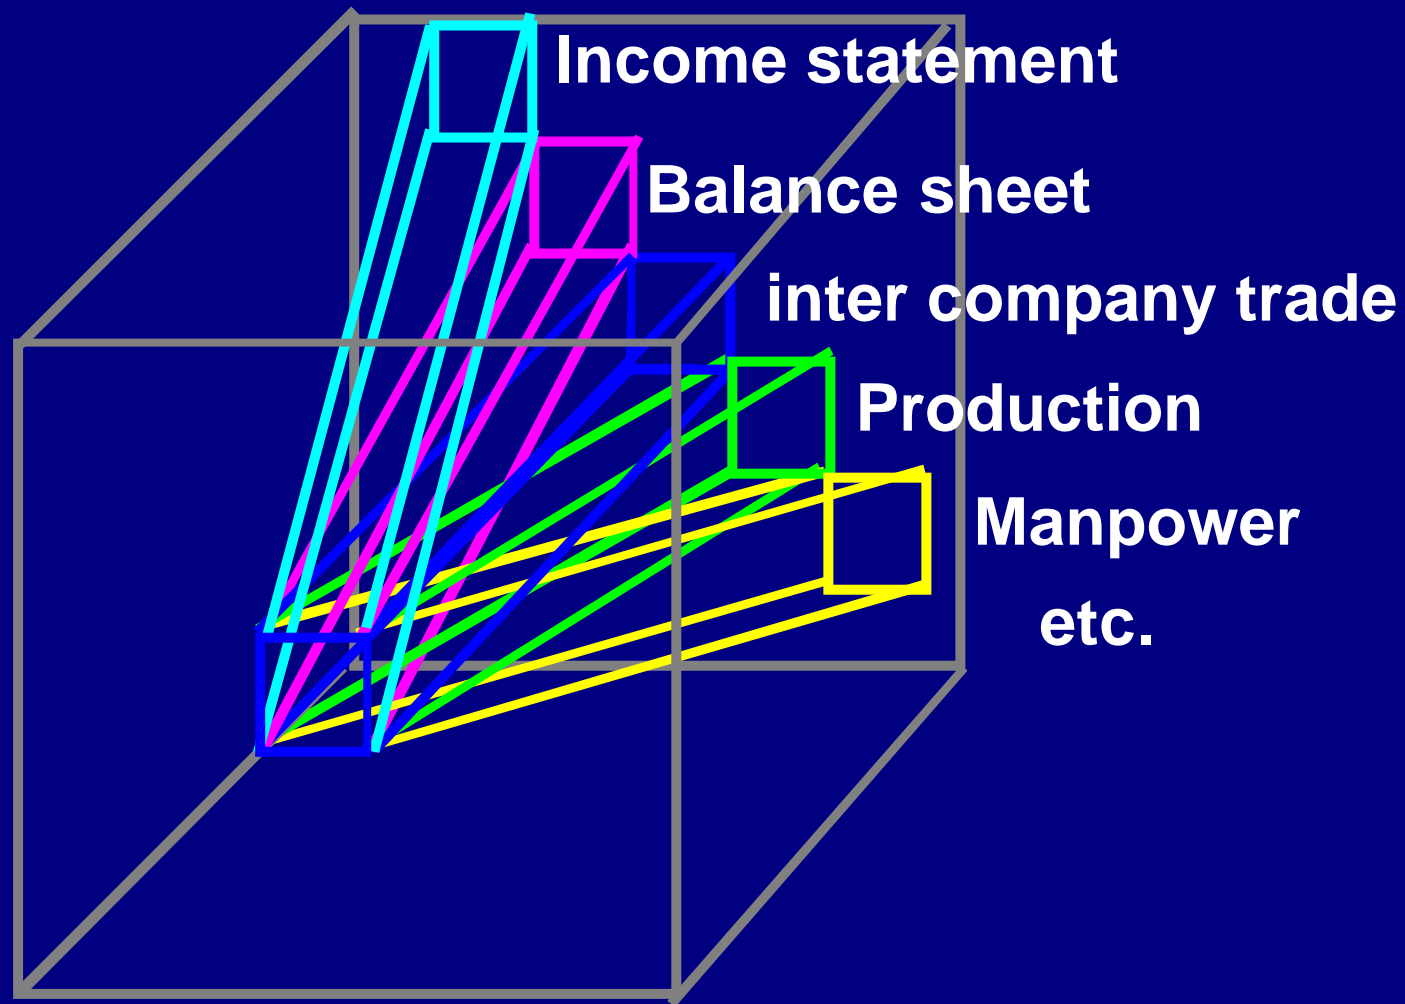 Income statement
Balance sheet
inter company trade
Production
Manpower
etc.